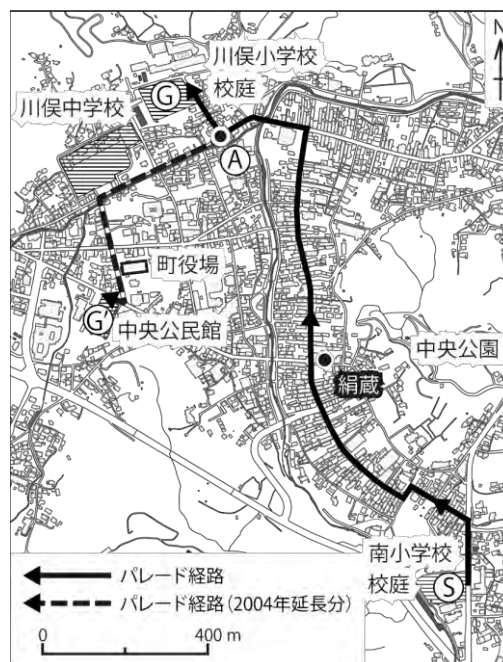 川俣小学校
校庭
N
川俣中学校
G
A
町役場
G'
中央公民館
中央公園
絹蔵
南小学校
校庭
S
パレード経路
パレード経路(2004年延長分)
0 400 m